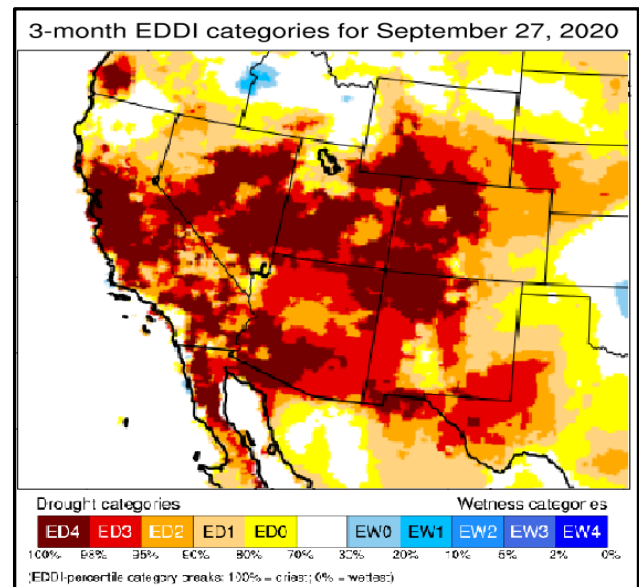 3-month EDDI categories for September 27, 2020
Drought categories Wetness categories
ED4 ED3 ED2 ED1 ED0 EW0 EW1 EW2 EW3 EW4
100% 98% 95% 90% 80% 70% 30% 20% 10% 5% 2% 0%
(EDDI-percentile category breaks: 100% = driest; 0% = wettest)